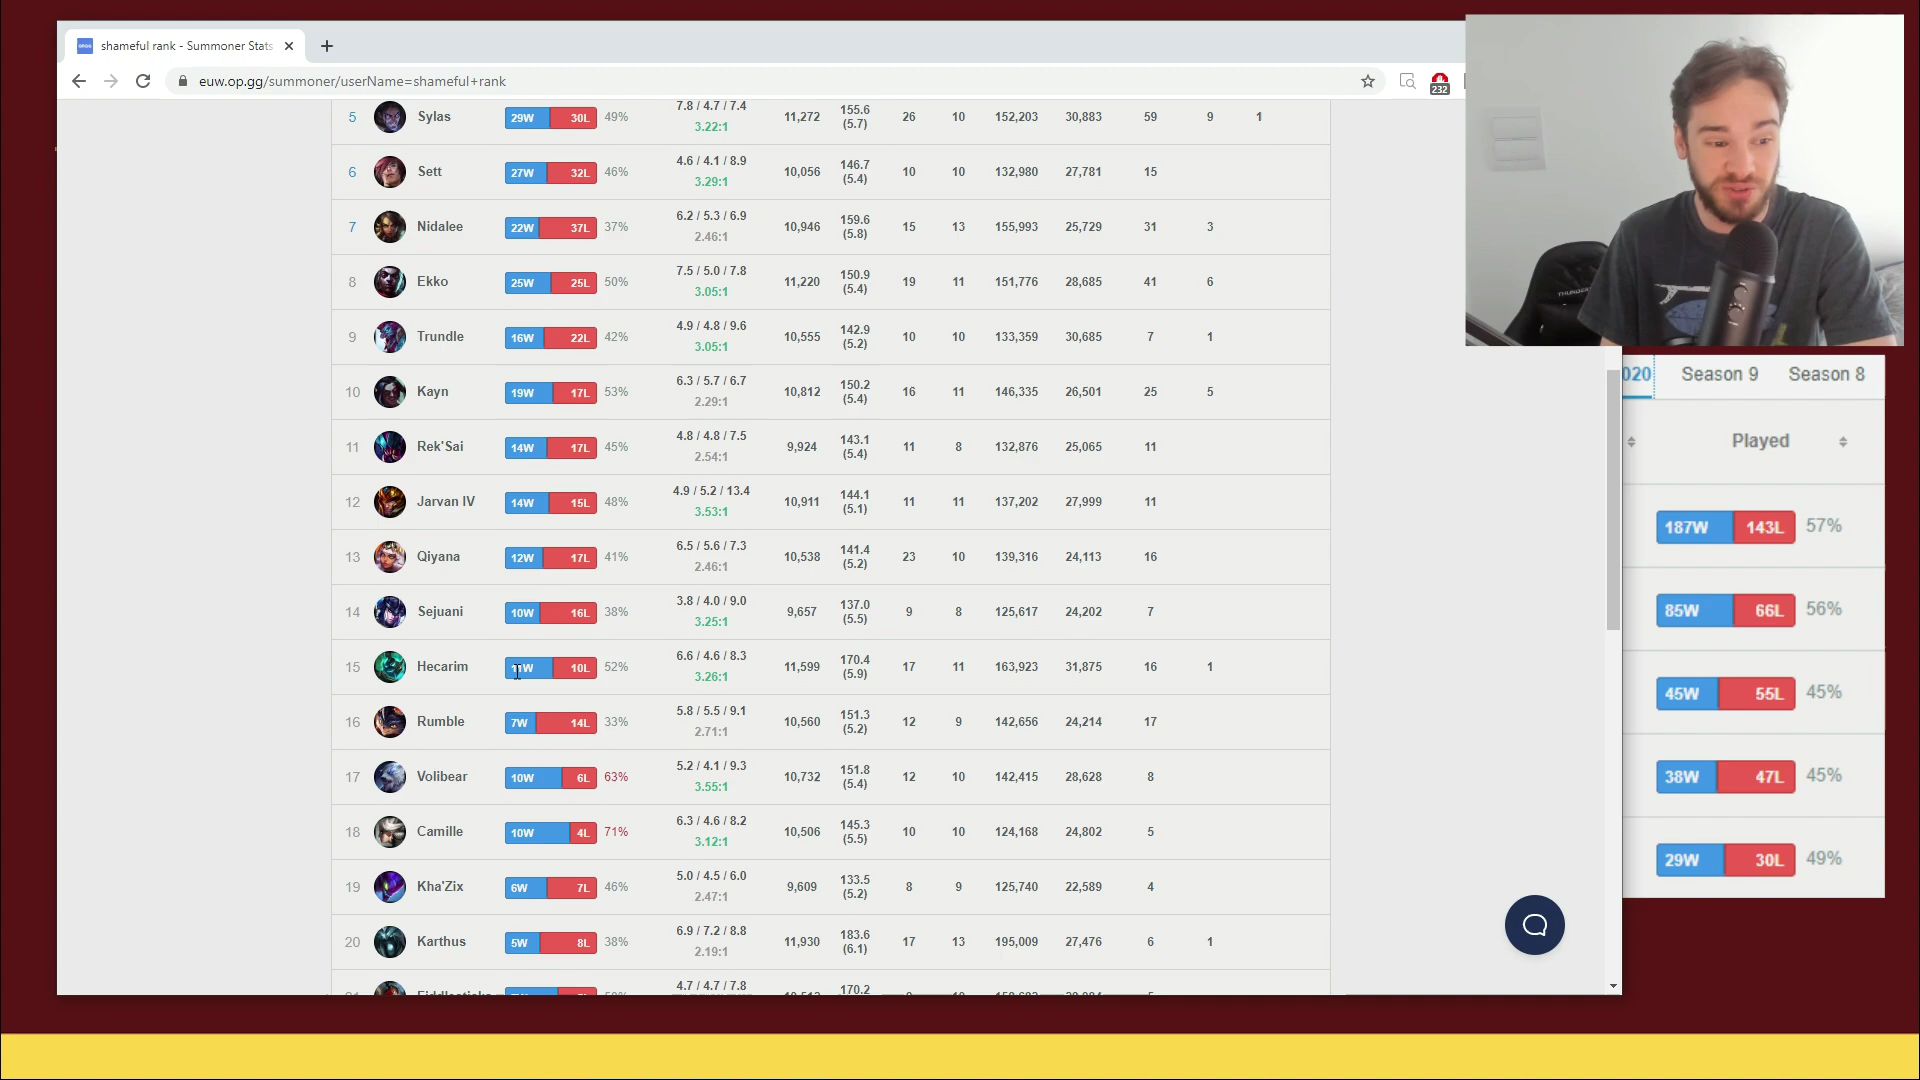 shameful rank - Summoner Stats
euw.op.gg/summoner/userName=shameful+rank
232
5 Sylas 29W 30L 49% 7.8 / 4.7 / 7.4 3.22:1 11,272 155.6 (5.7) 26 10 152,203 30,883 59 9 1
6 Sett 27W 32L 46% 4.6 / 4.1 / 8.9 3.29:1 10,056 146.7 (5.4) 10 10 132,980 27,781 15
7 Nidalee 22W 37L 37% 6.2 / 5.3 / 6.9 2.46:1 10,946 159.6 (5.8) 15 13 155,993 25,729 31 3
8 Ekko 25W 25L 50% 7.5 / 5.0 / 7.8 3.05:1 11,220 150.9 (5.4) 19 11 151,776 28,685 41 6
9 Trundle 16W 22L 42% 4.9 / 4.8 / 9.6 3.05:1 10,555 142.9 (5.2) 10 10 133,359 30,685 7 1
10 Kayn 19W 17L 53% 6.3 / 5.7 / 6.7 2.29:1 10,812 150.2 (5.4) 16 11 146,335 26,501 25 5
11 Rek'Sai 14W 17L 45% 4.8 / 4.8 / 7.5 2.54:1 9,924 143.1 (5.4) 11 8 132,876 25,065 11
12 Jarvan IV 14W 15L 48% 4.9 / 5.2 / 13.4 3.53:1 10,911 144.1 (5.1) 11 11 137,202 27,999 11
13 Qiyana 12W 17L 41% 6.5 / 5.6 / 7.3 2.46:1 10,538 141.4 (5.2) 23 10 139,316 24,113 16
14 Sejuani 10W 16L 38% 3.8 / 4.0 / 9.0 3.25:1 9,657 137.0 (5.5) 9 8 125,617 24,202 7
15 Hecarim 10L 52% 6.6 / 4.6 / 8.3 3.26:1 11,599 170.4 (5.9) 17 11 163,923 31,875 16 1
16 Rumble 7W 14L 33% 5.8 / 5.5 / 9.1 2.71:1 10,560 151.3 (5.2) 12 9 142,656 24,214 17
17 Volibear 10W 6L 63% 5.2 / 4.1 / 9.3 3.55:1 10,732 151.8 (5.4) 12 10 142,415 28,628 8
18 Camille 10W 4L 71% 6.3 / 4.6 / 8.2 3.12:1 10,506 145.3 (5.5) 10 10 124,168 24,802 5
19 Kha'Zix 6W 7L 46% 5.0 / 4.5 / 6.0 2.47:1 9,609 133.5 (5.2) 8 9 125,740 22,589 4
20 Karthus 5W 8L 38% 6.9 / 7.2 / 8.8 2.19:1 11,930 183.6 (6.1) 17 13 195,009 27,476 6 1
4.7 / 4.7 / 7.8 170.2
020 Season 9 Season 8
Played
187W 143L 57%
85W 66L 56%
45W 55L 45%
38W 47L 45%
29W 30L 49%